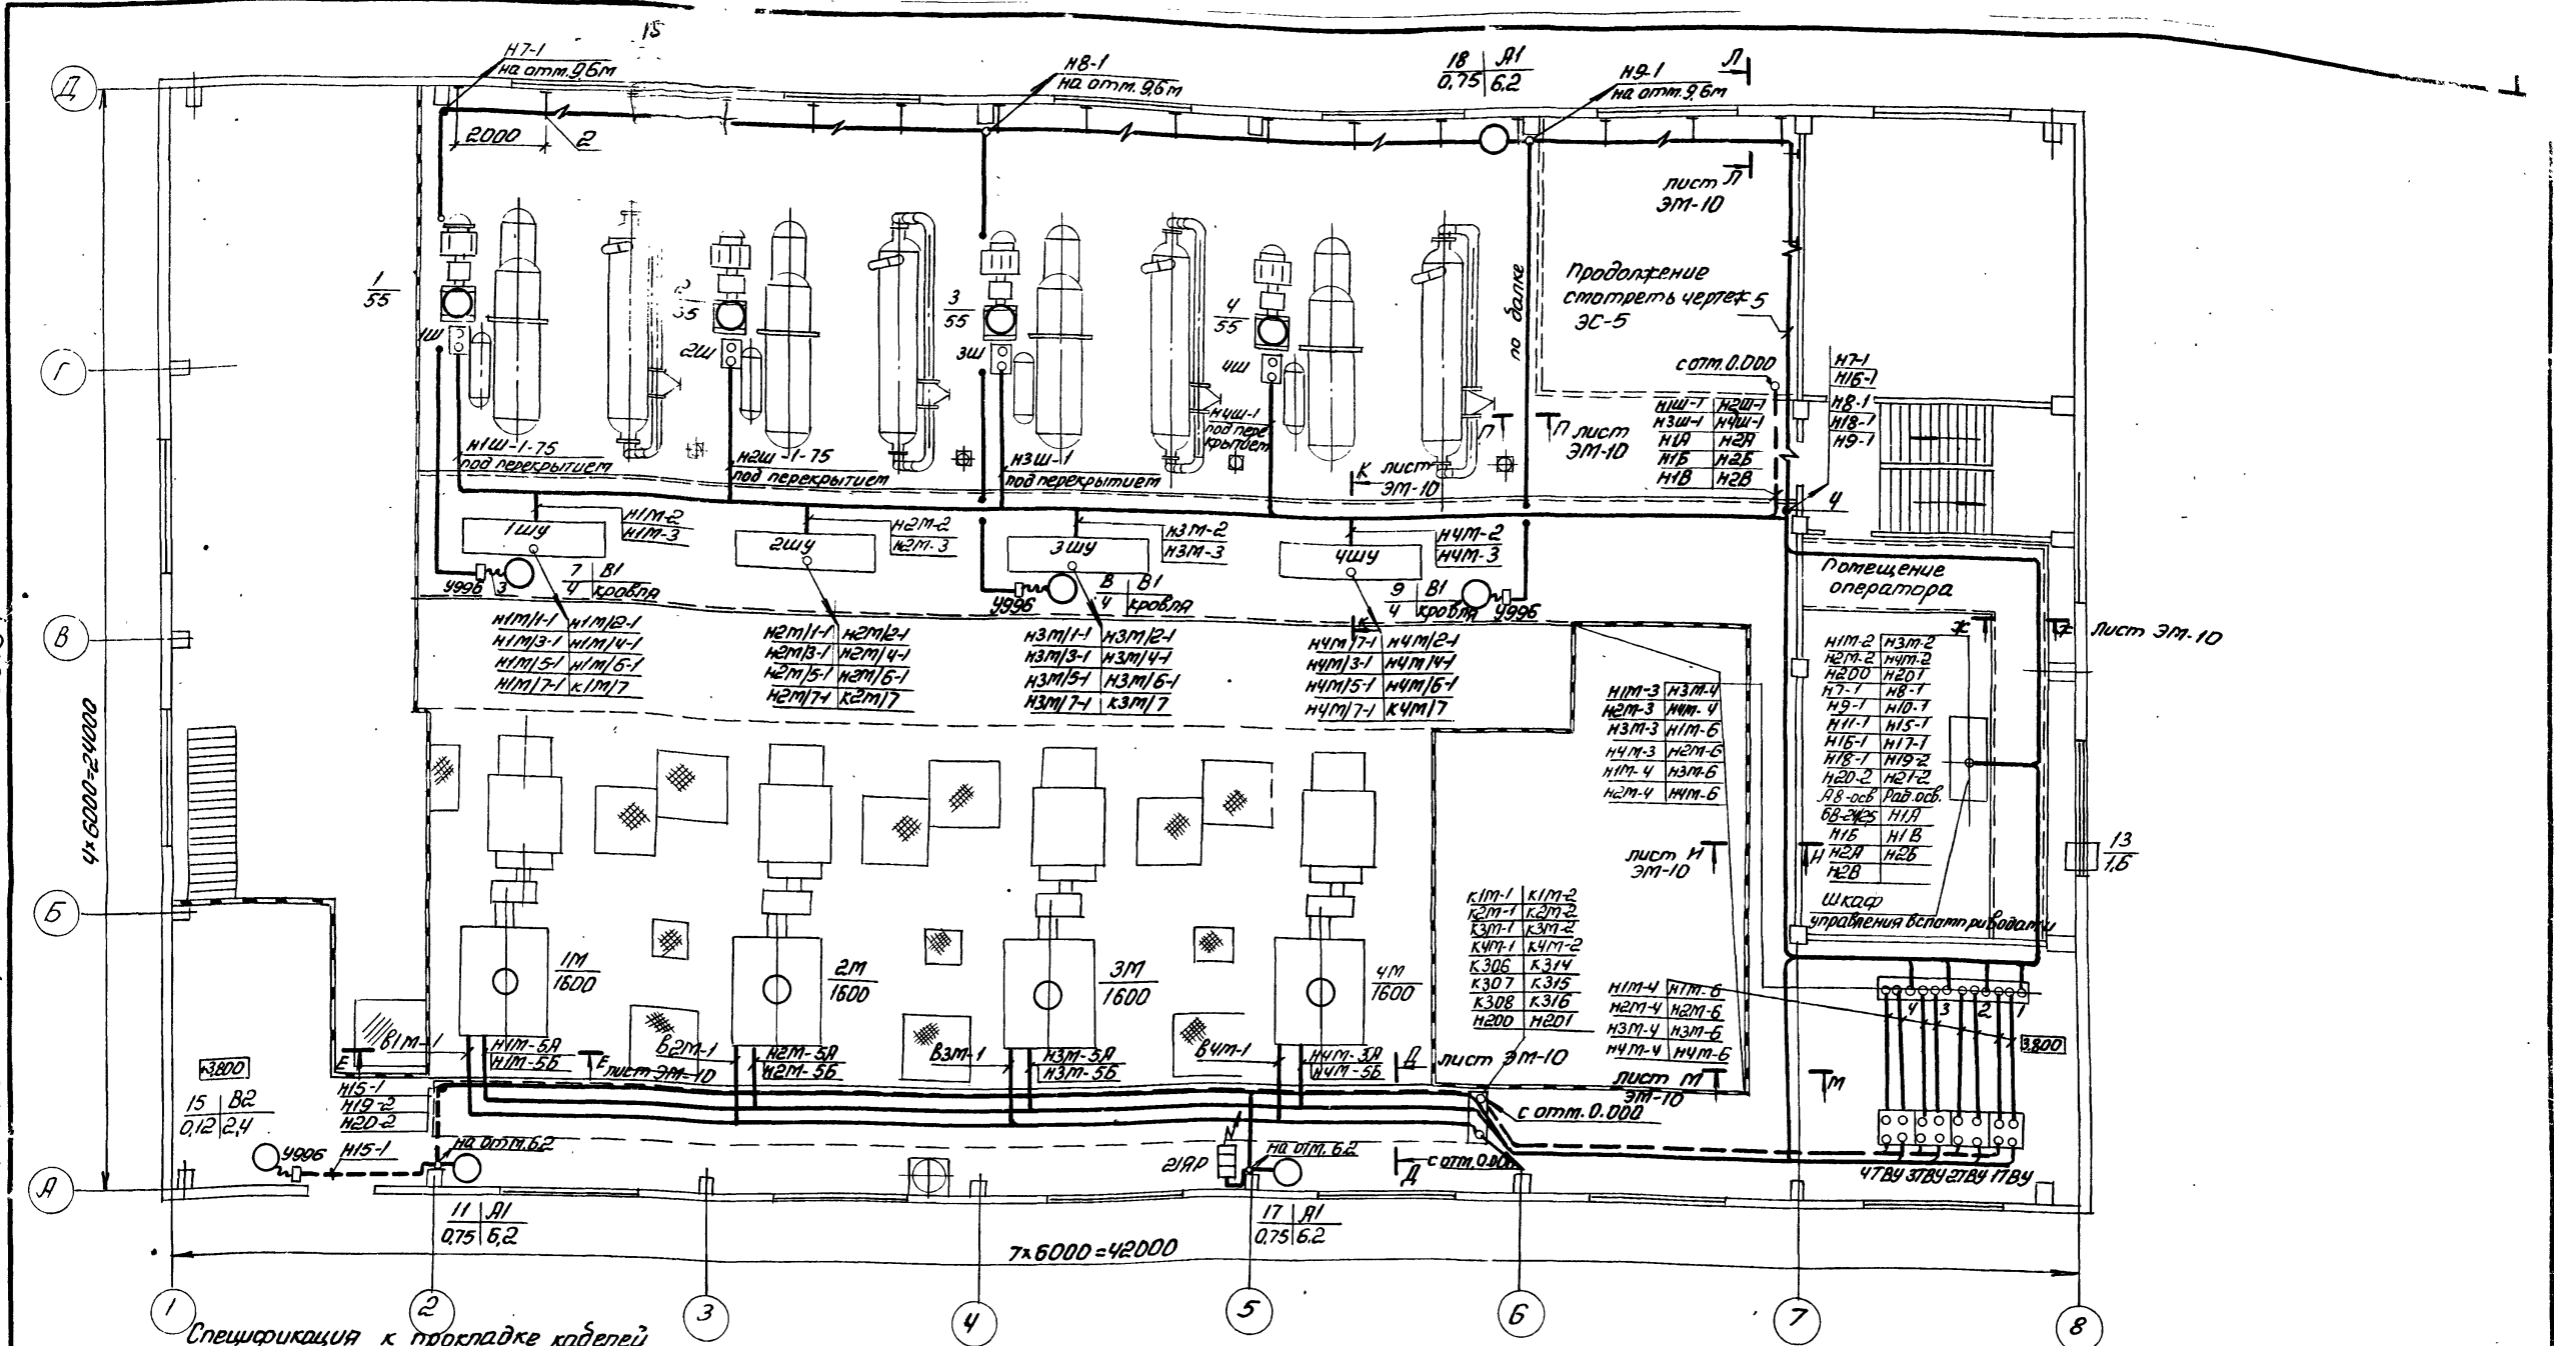 15
Н7-1
на отм.9,6м
Н8-1
на отм.9,6м
18 А1
0,75 6.2
Н9-1
на отм.9,6м
Л
Д
2000
2
лист Л
ЭМ-10
1
55
3
55
4
55
по балке
Продолжение
смотреть чертеж 5
ЭС-5
1Ш
2Ш
3Ш
4Ш
Г
с отм.0.000
Н7-1
Н16-1
Н8-1
Н18-1
Н9-1
Н1Ш-1 Н2Ш-1
Н3Ш-1 Н4Ш-1
Н1А Н2А
Н1Б Н2Б
Н1В Н2В
Н4Ш-1
под пере
крытием
П
П лист
ЭМ-10
Н1Ш-1-75
под перекрытием
Н2Ш-1-75
под перекрытием
Н3Ш-1
под перекрытием
К лист
ЭМ-10
4
1ШУ
Н1М-2
Н1М-3
2ШУ
Н2М-2
Н2М-3
3ШУ
Н3М-2
Н3М-3
4ШУ
Н4М-2
Н4М-3
У996
3
7 В1
4 кровля
У996
8 В1
4 кровля
9 В1
4 кровля
У996
К
Помещение
оператора
В
Н1М/1-1 Н1М/2-1
Н1М/3-1 Н1М/4-1
Н1М/5-1 Н1М/6-1
Н1М/7-1 К1М/7
Н2М/1-1 Н2М/2-1
Н2М/3-1 Н2М/4-1
Н2М/5-1 Н2М/6-1
Н2М/7-1 К2М/7
Н3М/1-1 Н3М/2-1
Н3М/3-1 Н3М/4-1
Н3М/5-1 Н3М/6-1
Н3М/7-1 К3М/7
Н4М/7-1 Н4М/2-1
Н4М/3-1 Н4М/4-1
Н4М/5-1 Н4М/6-1
Н4М/7-1 К4М/7
Ж
Ж лист ЭМ-10
Н1М-2 Н3М-2
Н2М-2 Н4М-2
Н200 Н201
Н7-1 Н8-1
Н9-1 Н10-1
Н11-1 Н15-1
Н16-1 Н17-1
Н18-1 Н19-2
Н20-2 Н21-2
А8-осв Раб.осв.
6В-24/25 Н1А
Н1Б Н1В
Н2А Н2Б
Н2В
Н1М-3 Н3М-4
Н2М-3 Н4М-4
Н3М-3 Н1М-6
Н4М-3 Н2М-6
Н1М-4 Н3М-6
Н2М-4 Н4М-6
4×6000=24000
лист И
ЭМ-10
И
13
1,6
Шкаф
управления вспомприводами
Б
К1М-1 К1М-2
К2М-1 К2М-2
К3М-1 К3М-2
К4М-1 К4М-2
К306 К314
К307 К315
К308 К316
Н200 Н201
1М
1600
2М
1600
3М
1600
4М
1600
Н1М-4 Н1М-6
Н2М-4 Н2М-6
Н3М-4 Н3М-6
Н4М-4 Н4М-6
4 3 2 1
3.800
В1М-1
Н1М-5А
Н1М-5Б
Е
Е
лист ЭМ-10
В2М-1
Н2М-5А
Н2М-5Б
В3М-1
Н3М-5А
Н3М-5Б
В4М-1
Н4М-3А
Н4М-5Б
Д
лист ЭМ-10
лист М
ЭМ-10
М
+3.800
15 В2
0,12 2,4
Н15-1
Н19-2
Н20-2
с отм.0.000
У996
Н15-1
на отм.6.2
21ЯР
на отм.6.2
Д
4ТВУ 3ТВУ 2ТВУ 1ТВУ
А
11 А1
0,75 6,2
17 А1
0,75 6.2
7×6000=42000
1
2
3
4
5
6
7
8
Спецификация к прокладке кабелей